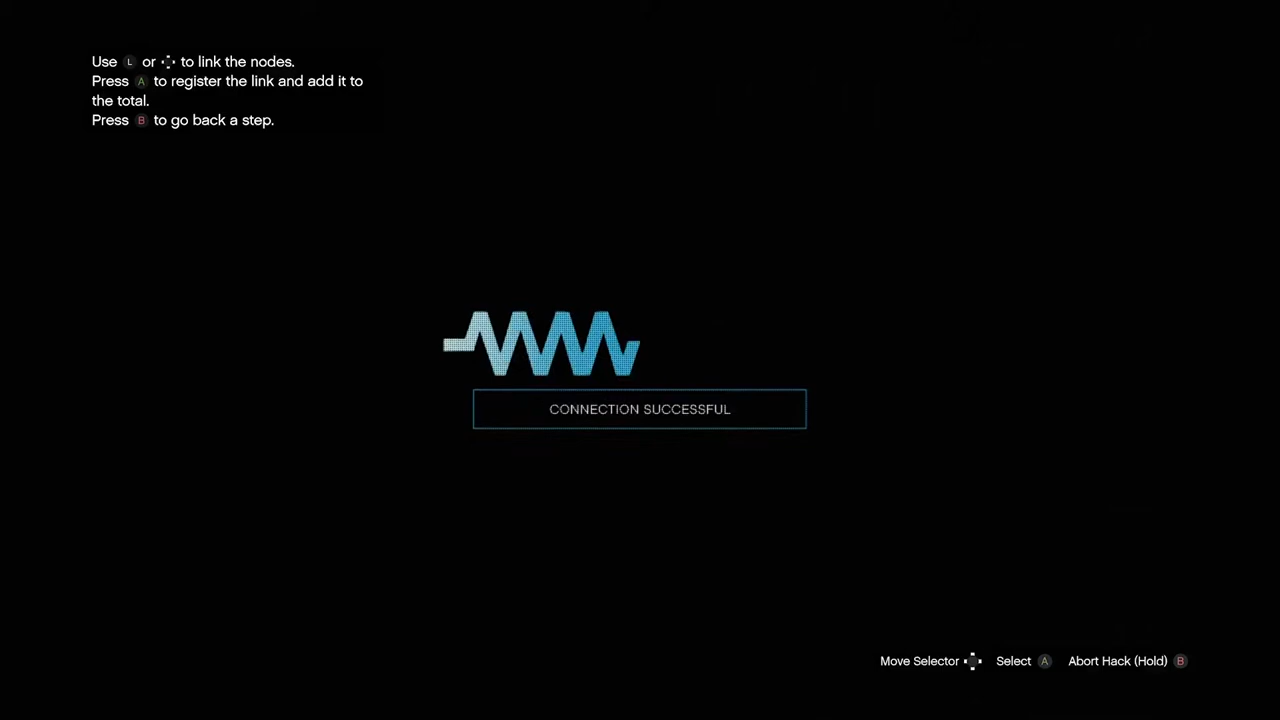 Use L or to link the nodes.
Press A to register the link and add it to
the total.
Press B to go back a step.
CONNECTION SUCCESSFUL
Move Selector Select A Abort Hack (Hold) B